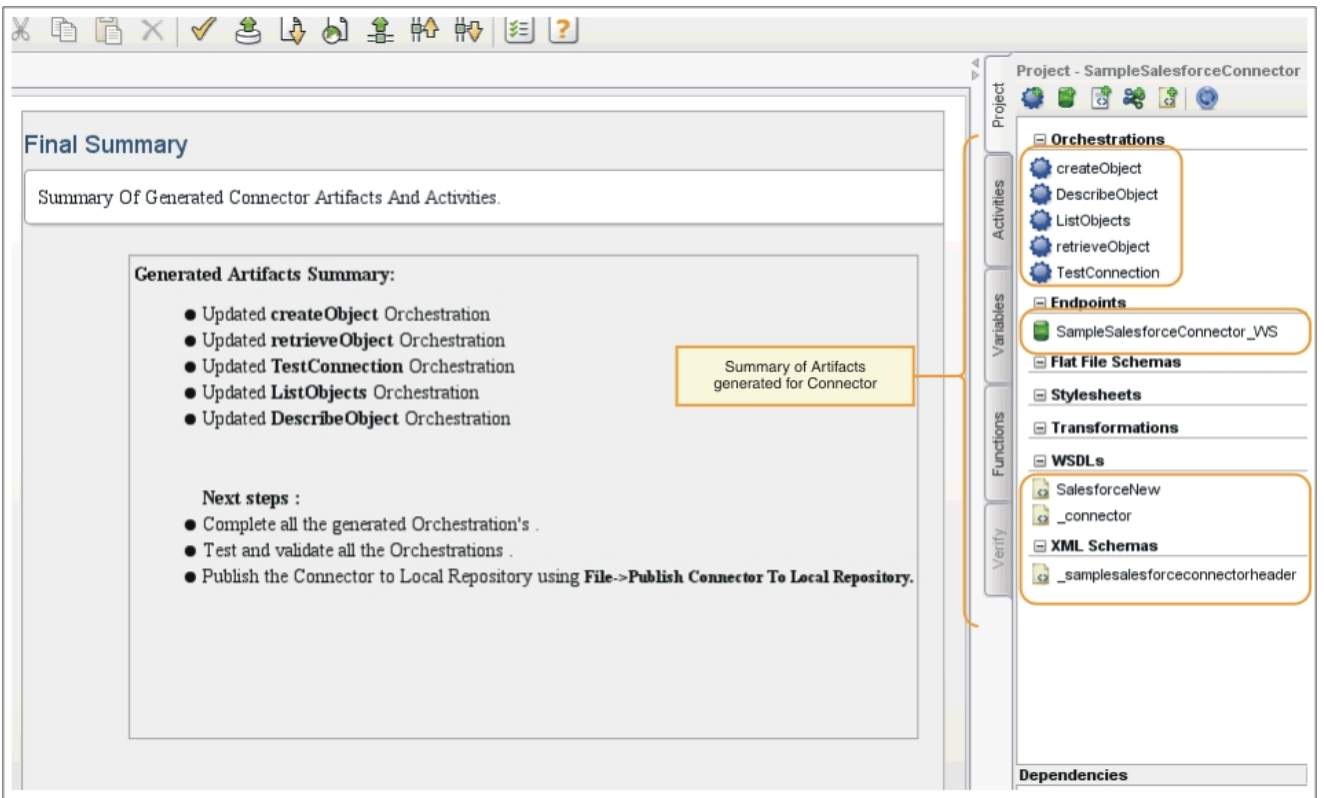 Final Summary
Summary Of Generated Connector Artifacts And Activities.
Generated Artifacts Summary:
● Updated createObject Orchestration
● Updated retrieveObject Orchestration
● Updated TestConnection Orchestration
● Updated ListObjects Orchestration
● Updated DescribeObject Orchestration
Next steps :
● Complete all the generated Orchestration's .
● Test and validate all the Orchestrations .
● Publish the Connector to Local Repository using File->Publish Connector To Local Repository.
Summary of Artifacts
generated for Connector
Project
Activities
Variables
Functions
Verify
Project - SampleSalesforceConnector
Orchestrations
createObject
DescribeObject
ListObjects
retrieveObject
TestConnection
Endpoints
SampleSalesforceConnector_WS
Flat File Schemas
Stylesheets
Transformations
WSDLs
SalesforceNew
_connector
XML Schemas
_samplesalesforceconnectorheader
Dependencies